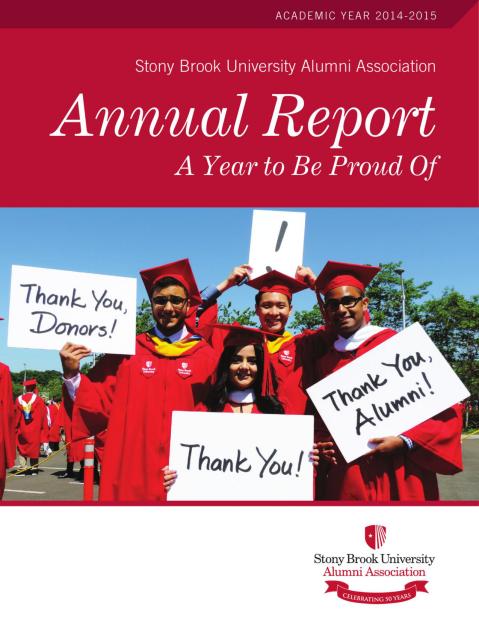 ACADEMIC YEAR 2014-2015
Stony Brook University Alumni Association
Annual Report
A Year to Be Proud Of
!
Thank You,
Donors!
Thank You,
Alumni!
Thank You!
Stony Brook University
Alumni Association
CELEBRATING 50 YEARS